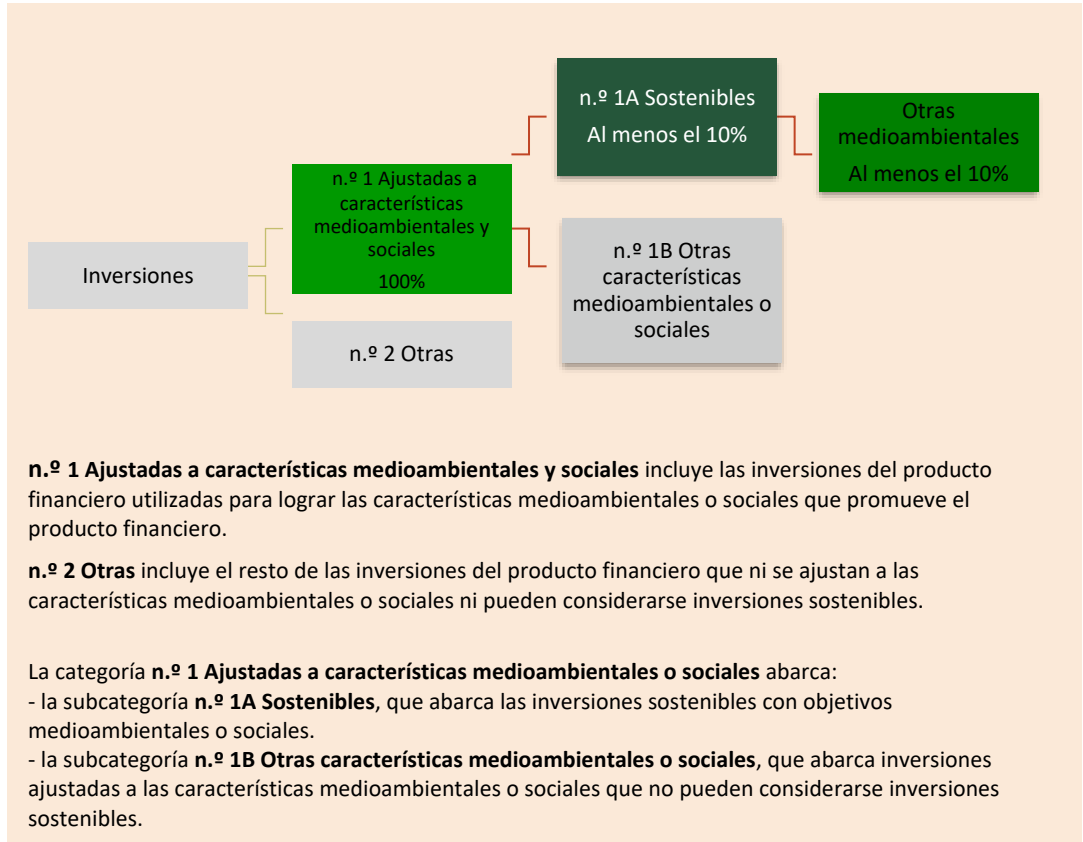 n.º 1A Sostenibles
Al menos el 10%
Otras
medioambientales
Al menos el 10%
n.º 1 Ajustadas a
características
medioambientales y
sociales
100%
n.º 1B Otras
características
medioambientales o
sociales
Inversiones
n.º 2 Otras
n.º 1 Ajustadas a características medioambientales y sociales incluye las inversiones del producto
financiero utilizadas para lograr las características medioambientales o sociales que promueve el
producto financiero.
n.º 2 Otras incluye el resto de las inversiones del producto financiero que ni se ajustan a las
características medioambientales o sociales ni pueden considerarse inversiones sostenibles.
La categoría n.º 1 Ajustadas a características medioambientales o sociales abarca:
- la subcategoría n.º 1A Sostenibles, que abarca las inversiones sostenibles con objetivos
medioambientales o sociales.
- la subcategoría n.º 1B Otras características medioambientales o sociales, que abarca inversiones
ajustadas a las características medioambientales o sociales que no pueden considerarse inversiones
sostenibles.